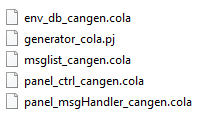 env_db_cangen.cola
generator_cola.pj
msglist_cangen.cola
panel_ctrl_cangen.cola
panel_msgHandler_cangen.cola